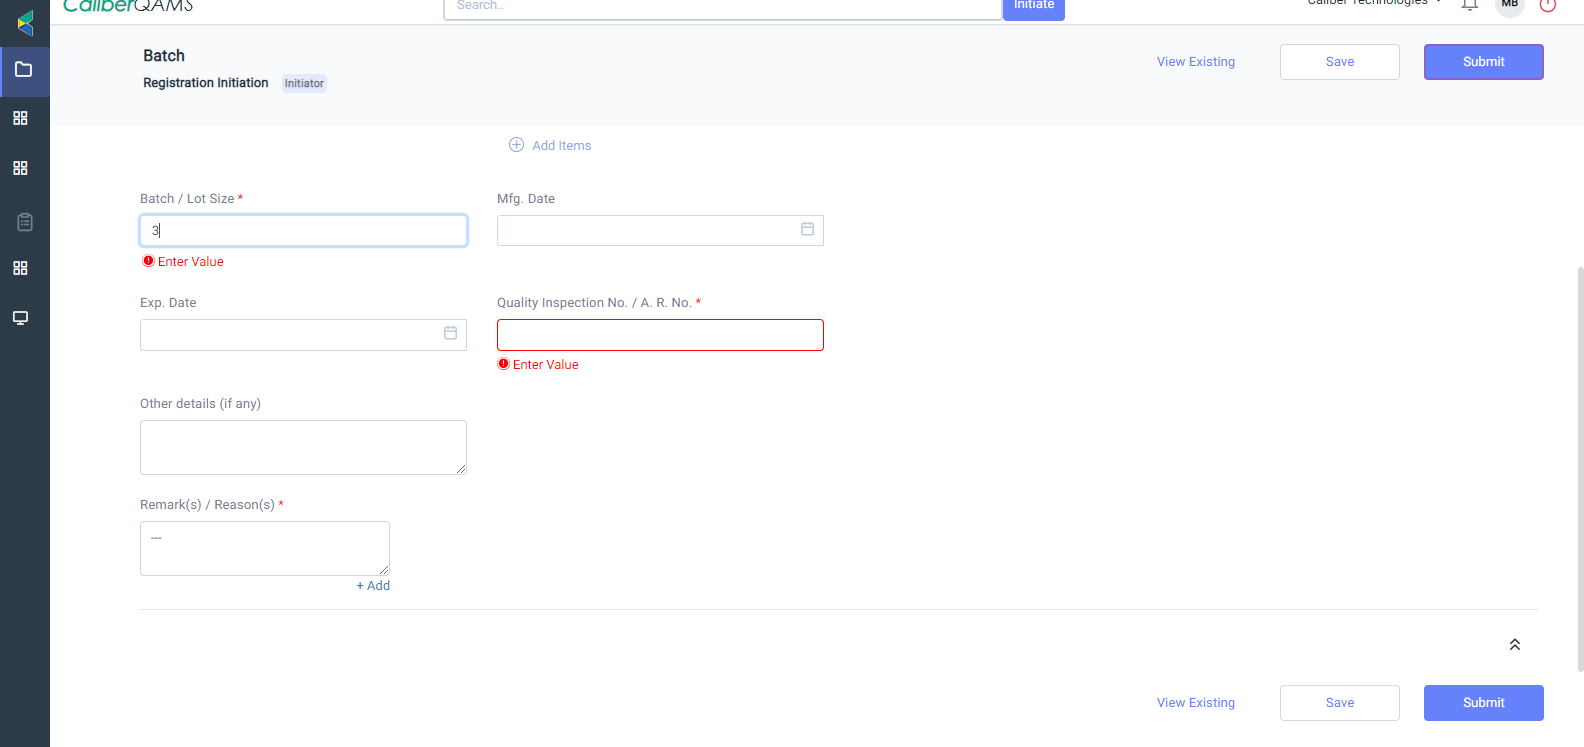 CaliberQAMS
Search..
Initiate
Caliber Technologies
MB
Batch
Registration Initiation Initiator
View Existing
Save
Submit
Add Items
Batch / Lot Size *
Mfg. Date
3
Enter Value
Exp. Date
Quality Inspection No. / A. R. No. *
Enter Value
Other details (if any)
Remark(s) / Reason(s) *
---
+ Add
View Existing
Save
Submit